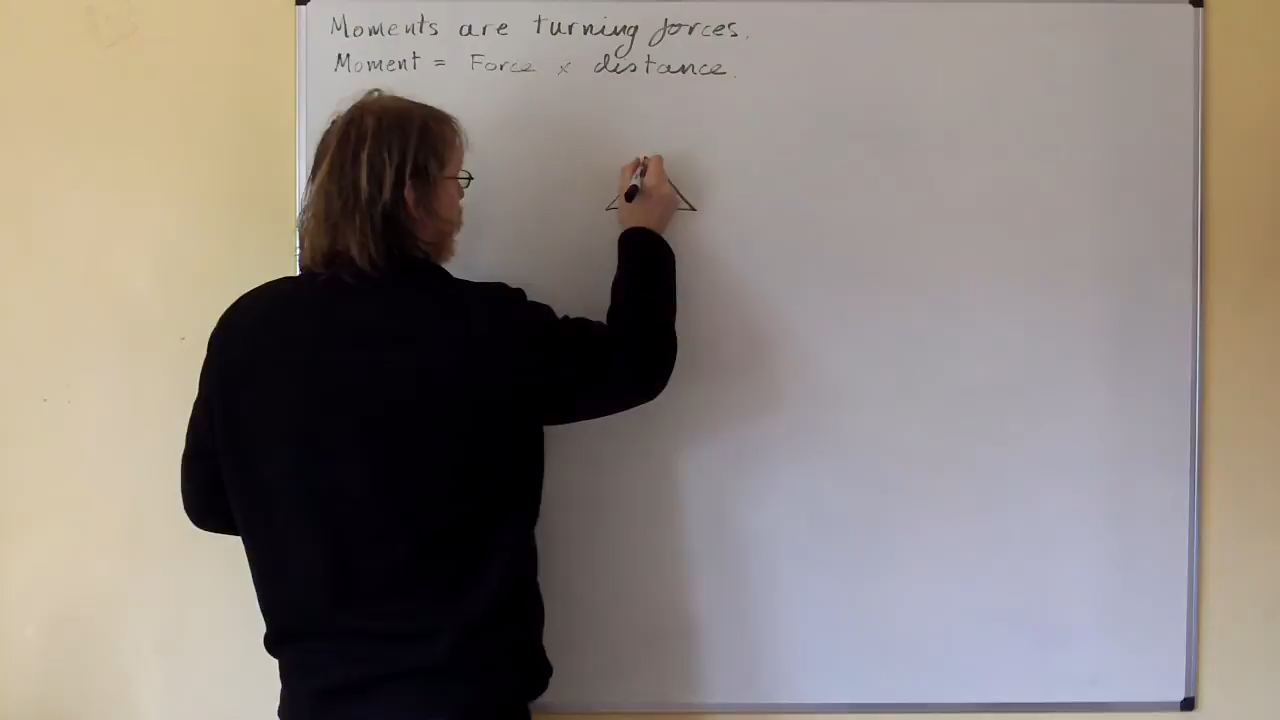 Moments are turning forces.
Moment = Force × distance.